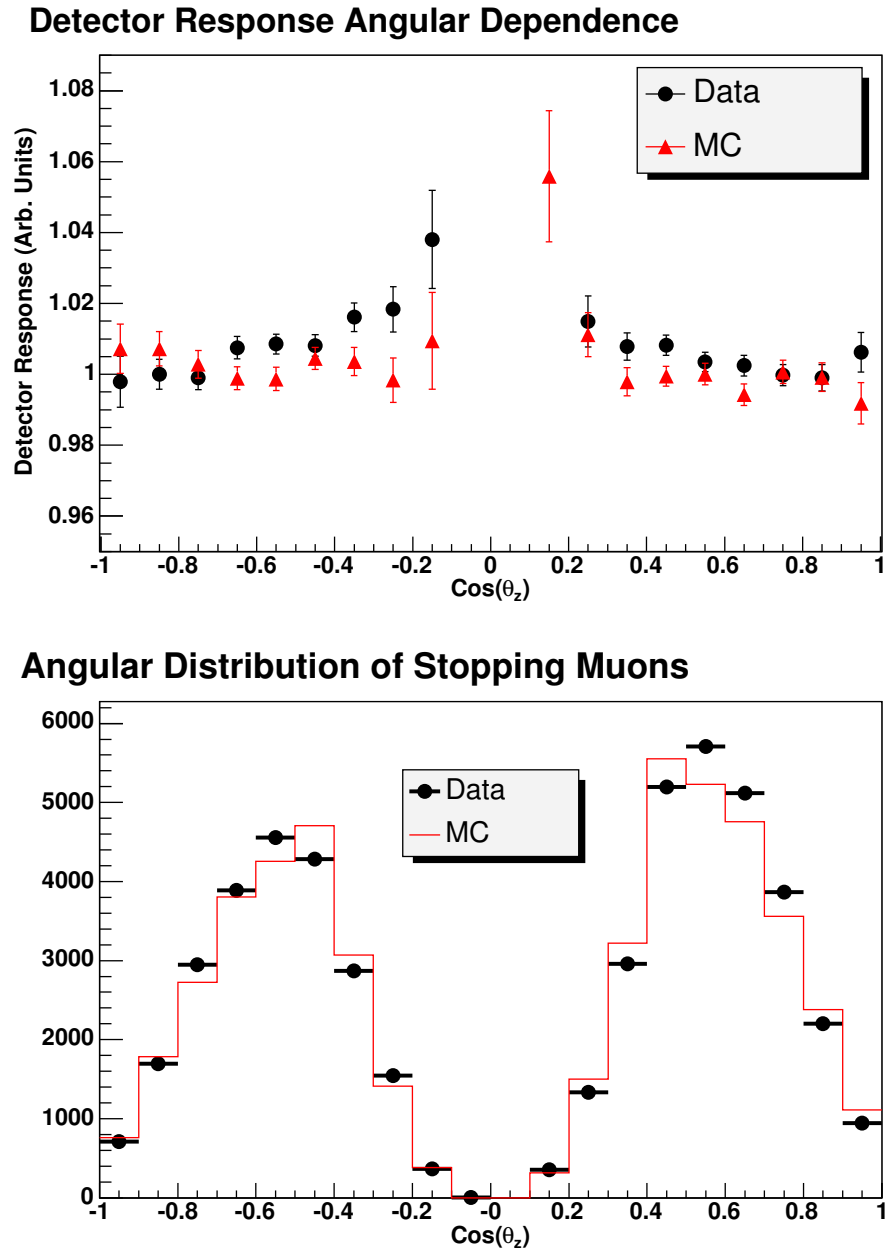 Detector Response Angular Dependence
Detector Response (Arb. Units)
1.08
1.06
1.04
1.02
1
0.98
0.96
Data
MC
-1 -0.8 -0.6 -0.4 -0.2 0 0.2 0.4 0.6 0.8 1
Cos(θz)
Angular Distribution of Stopping Muons
6000
5000
4000
3000
2000
1000
0
Data
MC
-1 -0.8 -0.6 -0.4 -0.2 -0 0.2 0.4 0.6 0.8 1
Cos(θz)